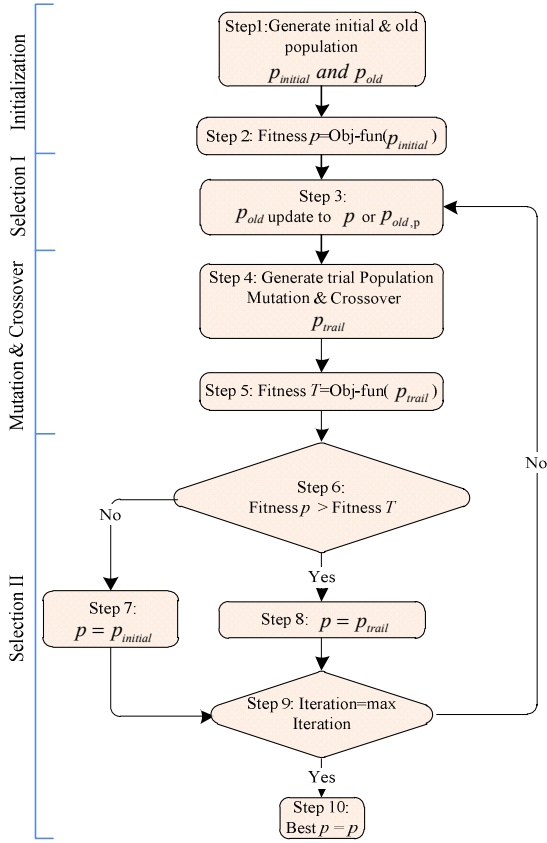 Initialization
Step1:Generate initial & old
population
p_initial and p_old
Step 2: Fitness p=Obj-fun(p_initial)
Selection I
Step 3:
p_old update to p or p_old,p
Mutation & Crossover
Step 4: Generate trial Population
Mutation & Crossover
p_trail
Step 5: Fitness T=Obj-fun( p_trail)
Selection II
Step 6:
Fitness p > Fitness T
No
Yes
No
Step 7:
p = p_initial
Step 8: p = p_trail
Step 9: Iteration=max
Iteration
Yes
Step 10:
Best p = p